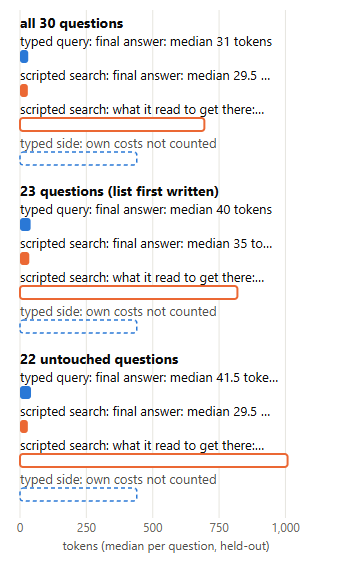 all 30 questions
typed query: final answer: median 31 tokens
scripted search: final answer: median 29.5 ...
scripted search: what it read to get there:...
typed side: own costs not counted
23 questions (list first written)
typed query: final answer: median 40 tokens
scripted search: final answer: median 35 to...
scripted search: what it read to get there:...
typed side: own costs not counted
22 untouched questions
typed query: final answer: median 41.5 toke...
scripted search: final answer: median 29.5 ...
scripted search: what it read to get there:...
typed side: own costs not counted
0 250 500 750 1,000
tokens (median per question, held-out)